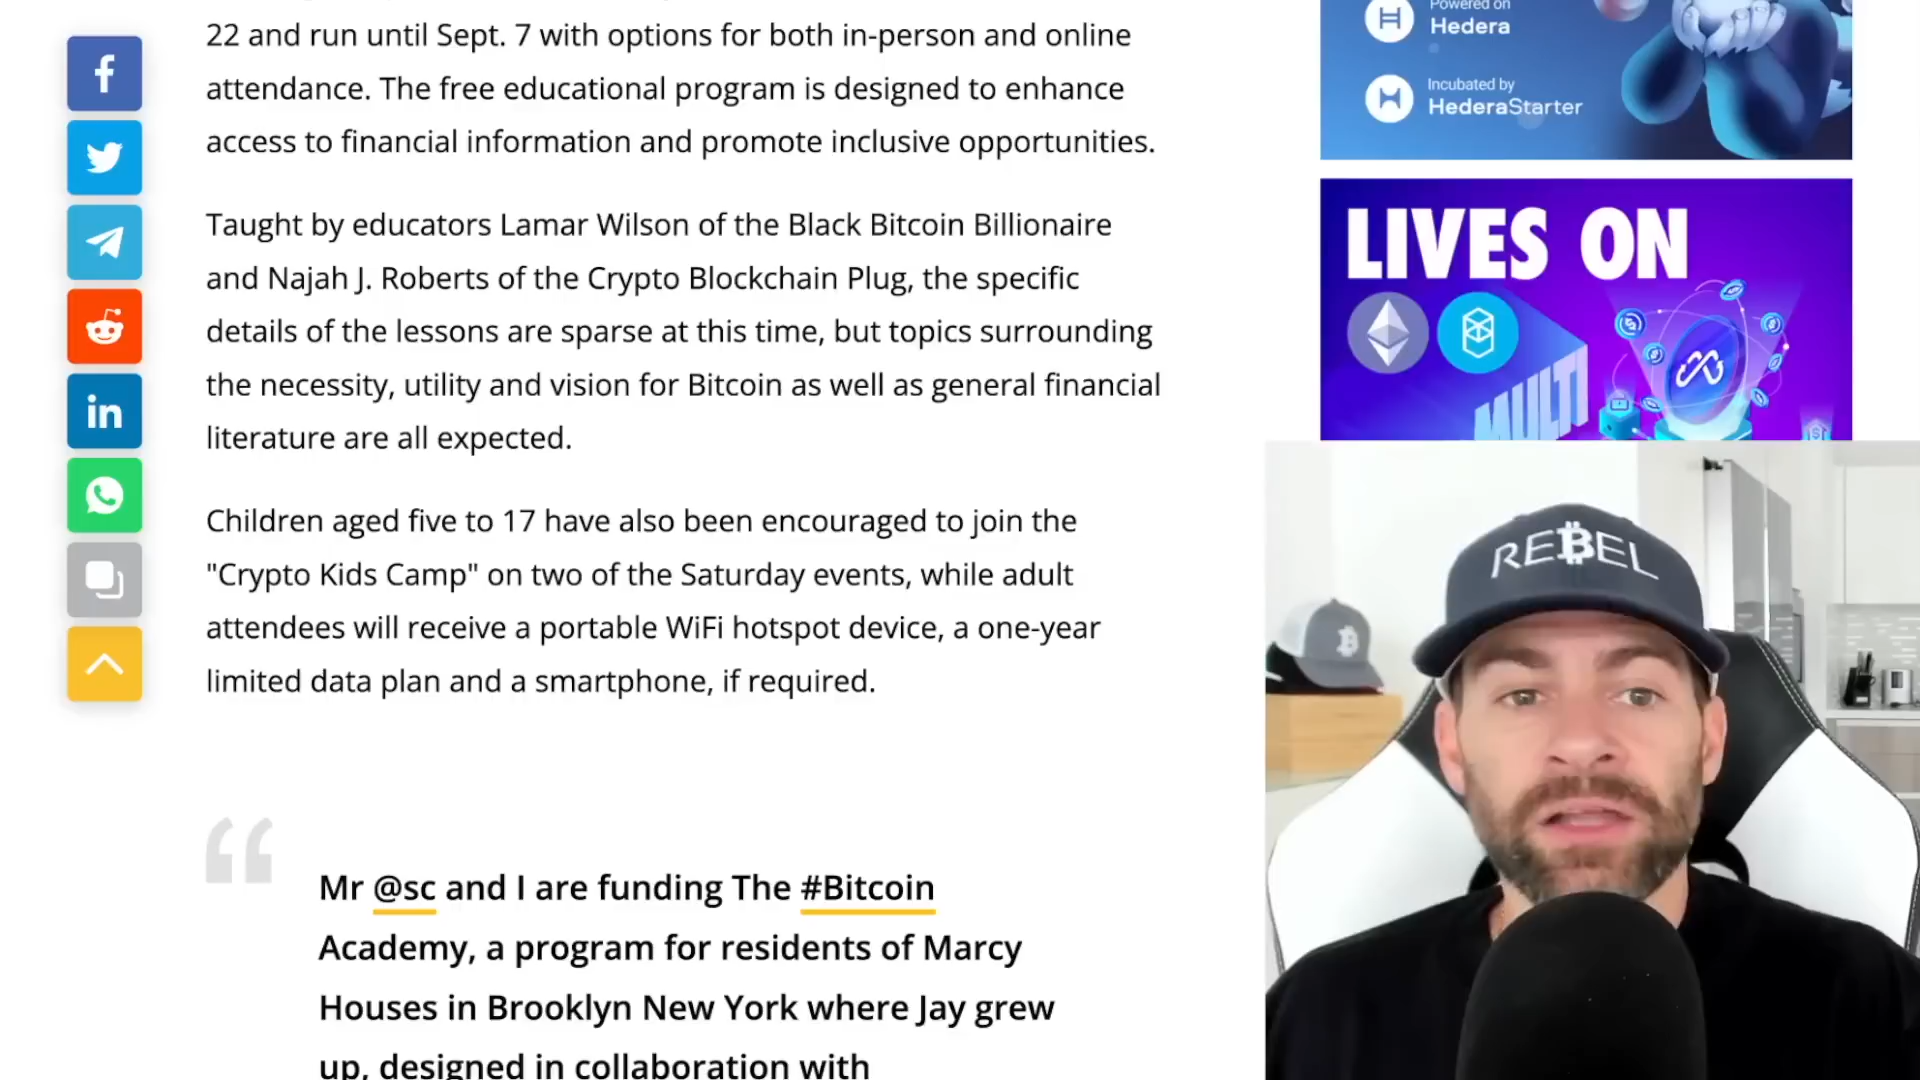 22 and run until Sept. 7 with options for both in-person and online
attendance. The free educational program is designed to enhance
access to financial information and promote inclusive opportunities.
Taught by educators Lamar Wilson of the Black Bitcoin Billionaire
and Najah J. Roberts of the Crypto Blockchain Plug, the specific
details of the lessons are sparse at this time, but topics surrounding
the necessity, utility and vision for Bitcoin as well as general financial
literature are all expected.
Children aged five to 17 have also been encouraged to join the
"Crypto Kids Camp" on two of the Saturday events, while adult
attendees will receive a portable WiFi hotspot device, a one-year
limited data plan and a smartphone, if required.
Mr @sc and I are funding The #Bitcoin
Academy, a program for residents of Marcy
Houses in Brooklyn New York where Jay grew
up, designed in collaboration with
Powered on
Hedera
Incubated by
HederaStarter
LIVES ON
MULTI
RE₿EL